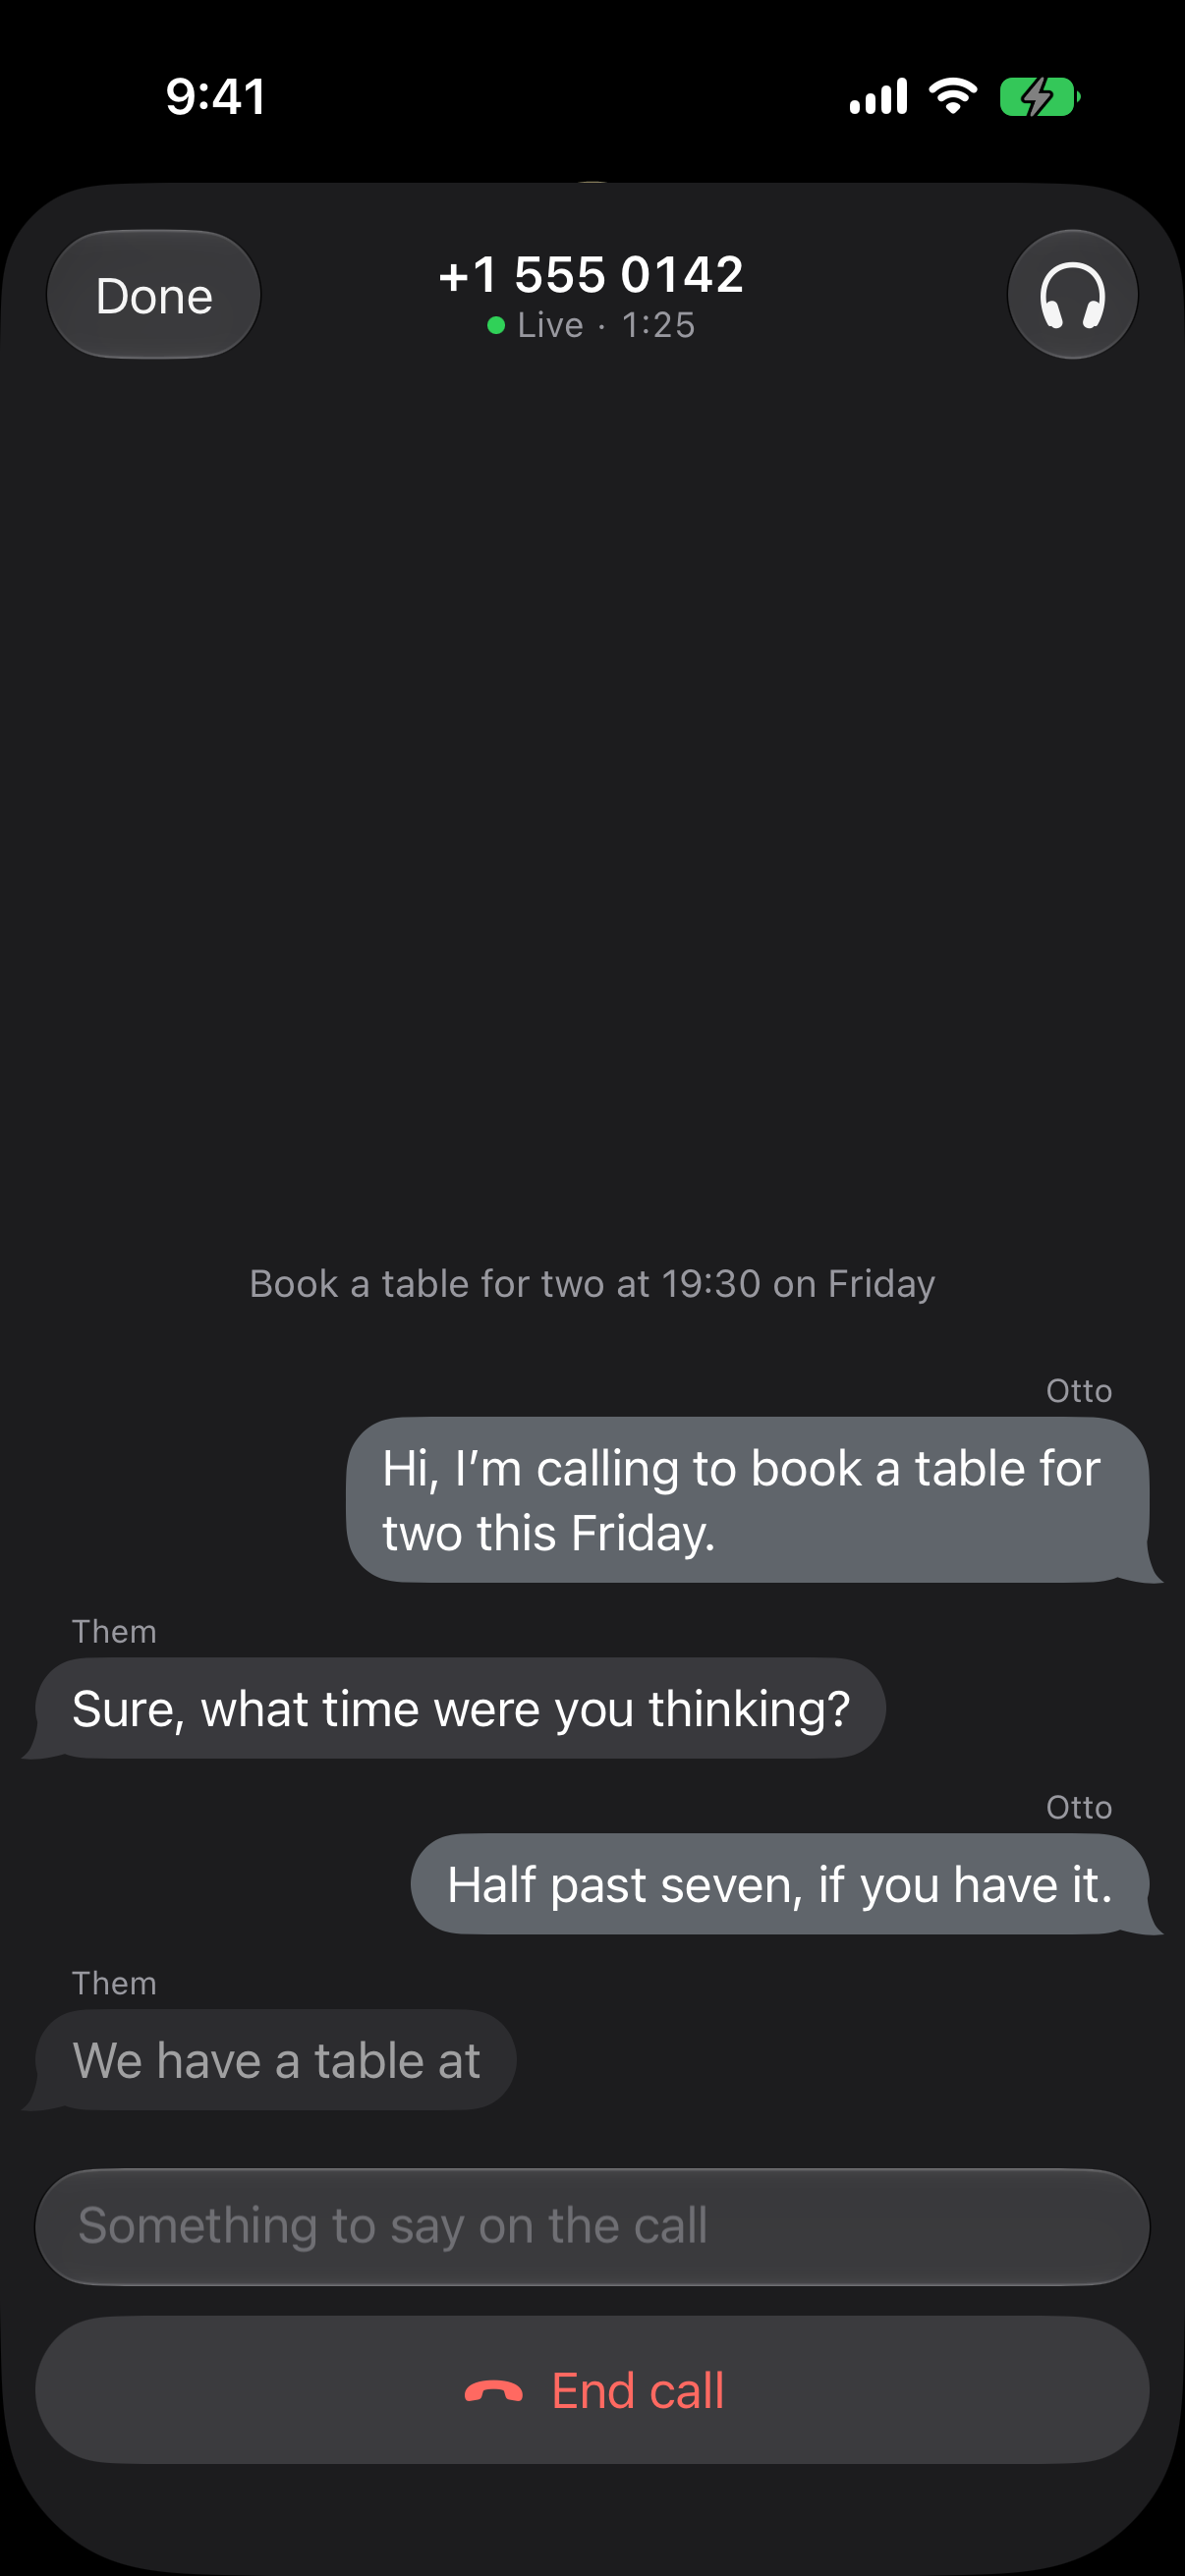 9:41
Done
+1 555 0142
Live · 1:25
Book a table for two at 19:30 on Friday
Otto
Hi, I’m calling to book a table for
two this Friday.
Them
Sure, what time were you thinking?
Otto
Half past seven, if you have it.
Them
We have a table at
Something to say on the call
End call